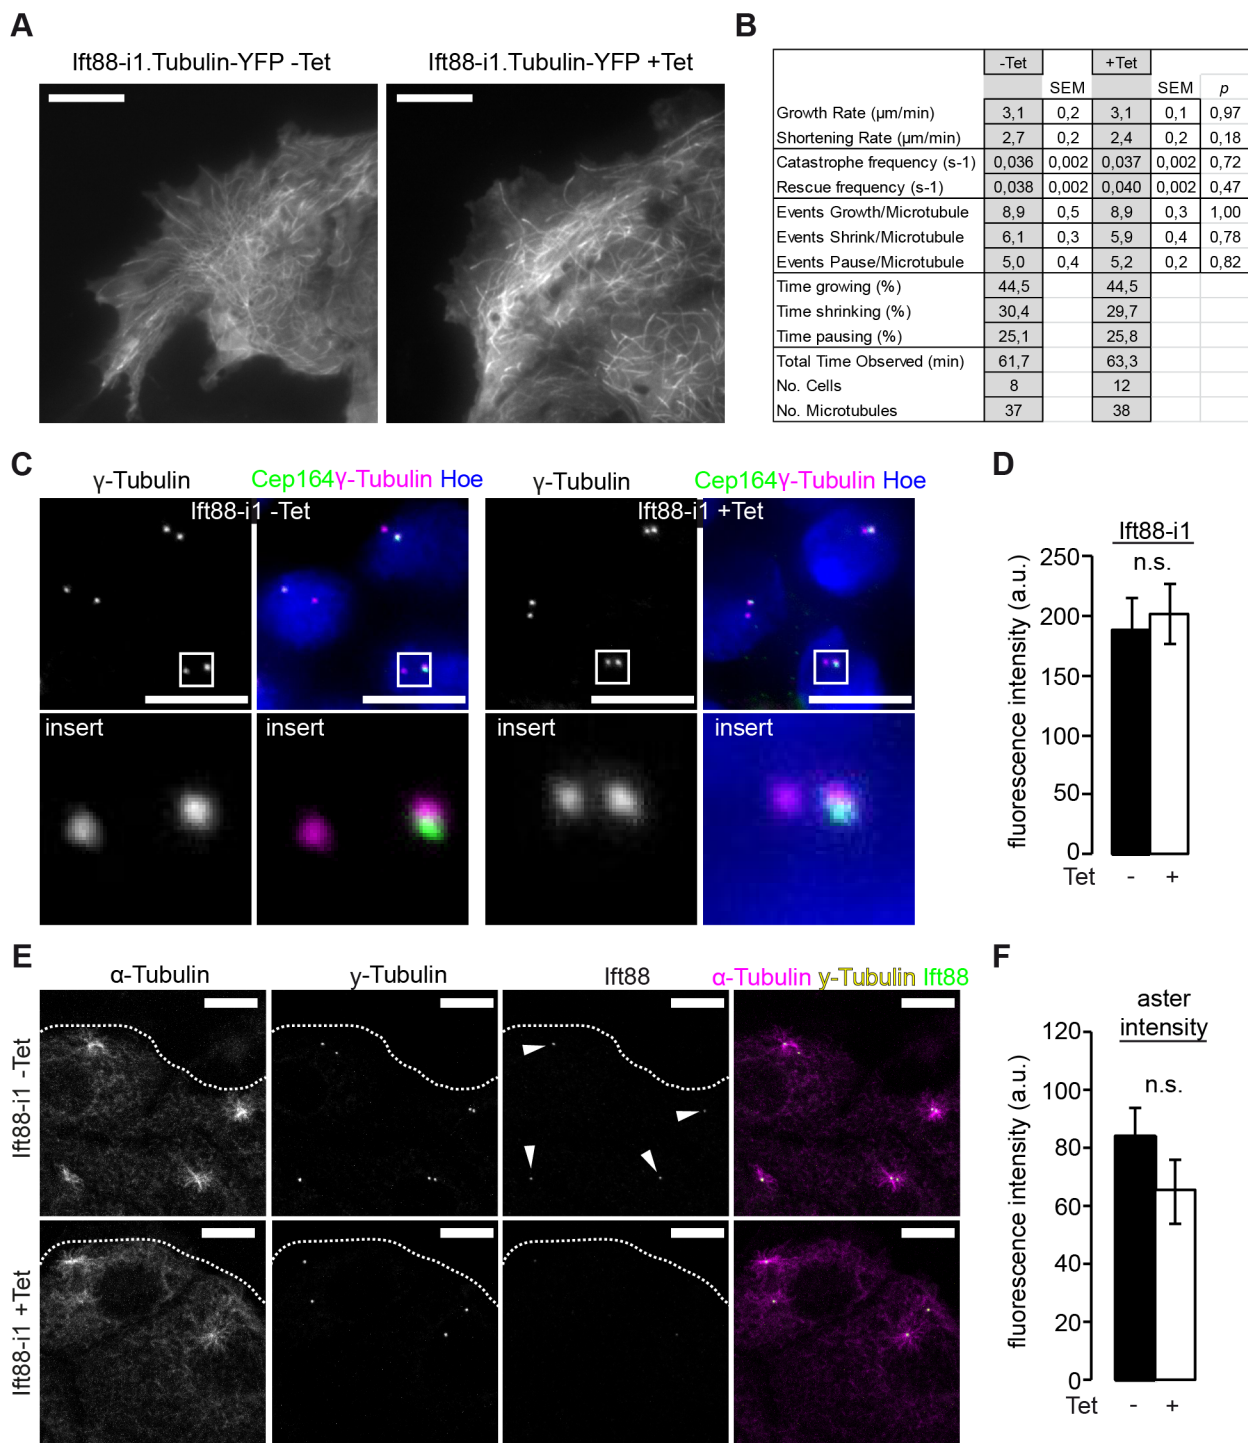 A
Ift88-i1.Tubulin-YFP -Tet
Ift88-i1.Tubulin-YFP +Tet
B
-Tet +Tet
SEM SEM p
Growth Rate (µm/min) 3,1 0,2 3,1 0,1 0,97
Shortening Rate (µm/min) 2,7 0,2 2,4 0,2 0,18
Catastrophe frequency (s-1) 0,036 0,002 0,037 0,002 0,72
Rescue frequency (s-1) 0,038 0,002 0,040 0,002 0,47
Events Growth/Microtubule 8,9 0,5 8,9 0,3 1,00
Events Shrink/Microtubule 6,1 0,3 5,9 0,4 0,78
Events Pause/Microtubule 5,0 0,4 5,2 0,2 0,82
Time growing (%) 44,5 44,5
Time shrinking (%) 30,4 29,7
Time pausing (%) 25,1 25,8
Total Time Observed (min) 61,7 63,3
No. Cells 8 12
No. Microtubules 37 38
C
γ-Tubulin
Cep164 γ-Tubulin Hoe
γ-Tubulin
Cep164 γ-Tubulin Hoe
Ift88-i1 -Tet
Ift88-i1 +Tet
insert
insert
insert
insert
D
Ift88-i1
n.s.
fluorescence intensity (a.u.)
250
200
150
100
50
0
Tet - +
E
α-Tubulin
y-Tubulin
Ift88
α-Tubulin y-Tubulin Ift88
Ift88-i1 -Tet
Ift88-i1 +Tet
F
aster
intensity
n.s.
fluorescence intensity (a.u.)
120
100
80
60
40
20
0
Tet - +